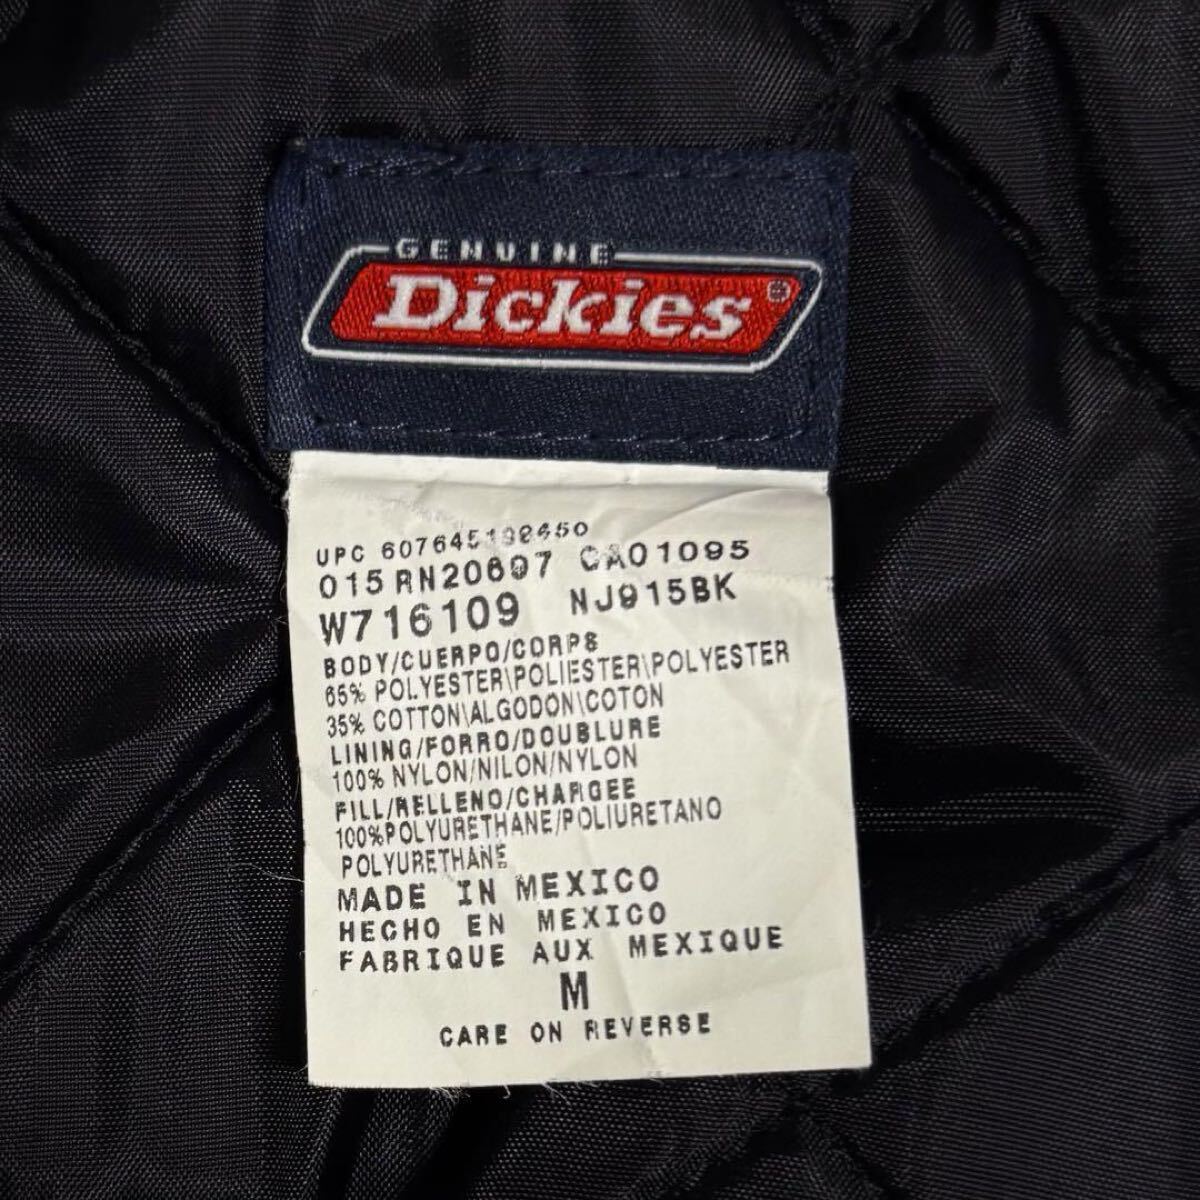 GENUINE
Dickies®
UPC 607645198450
015 RN20697 CA01095
W716109 NJ915BK
BODY/CUERPO/CORPS
65% POLYESTER\POLIESTER\POLYESTER
35% COTTON\ALGODON\COTON
LINING/FORRO/DOUBLURE
100% NYLON/NILON/NYLON
FILL/RELLENO/CHARGEE
100%POLYURETHANE/POLIURETANO
POLYURETHANE
MADE IN MEXICO
HECHO EN MEXICO
FABRIQUE AUX MEXIQUE
M
CARE ON REVERSE